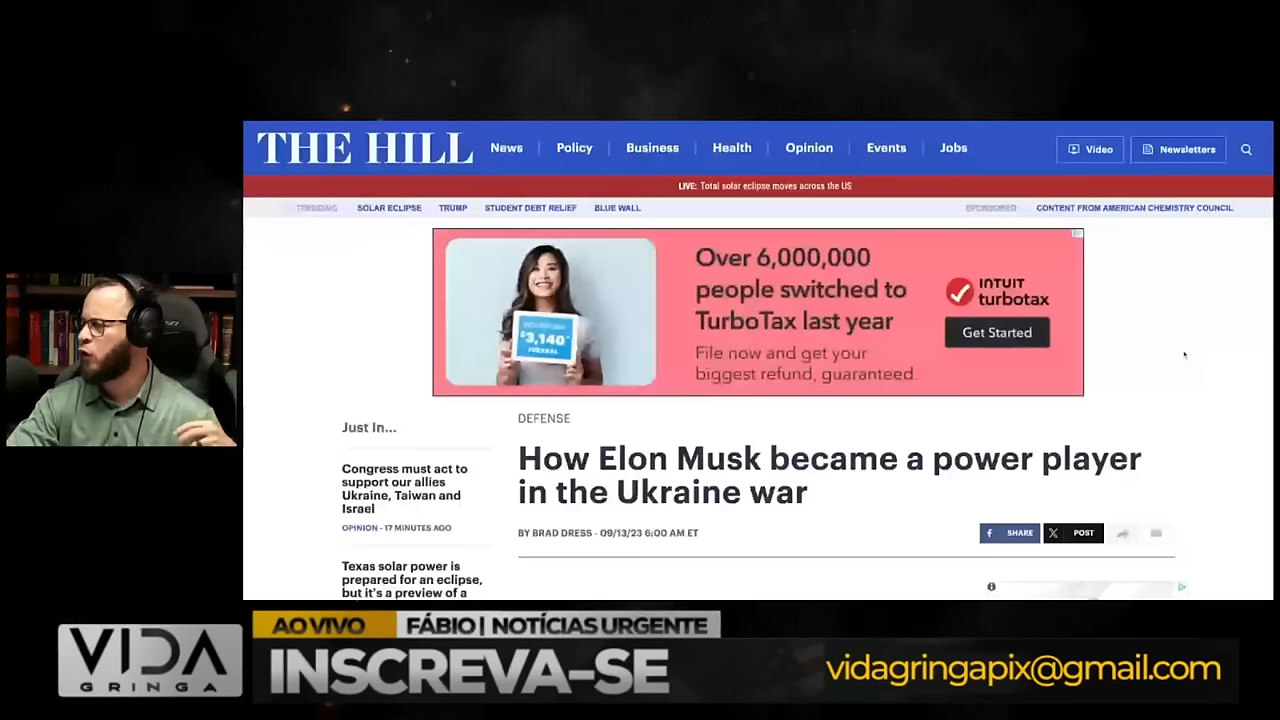 THE HILL
News
Policy
Business
Health
Opinion
Events
Jobs
Video
Newsletters
LIVE: Total solar eclipse moves across the US
TRENDING
SOLAR ECLIPSE
TRUMP
STUDENT DEBT RELIEF
BLUE WALL
SPONSORED
CONTENT FROM AMERICAN CHEMISTRY COUNCIL
Over 6,000,000
people switched to
TurboTax last year
File now and get your
biggest refund, guaranteed.
INTUIT
turbotax
Get Started
$3,140
FEDERAL
Just In...
Congress must act to
support our allies
Ukraine, Taiwan and
Israel
OPINION - 17 MINUTES AGO
Texas solar power is
prepared for an eclipse,
but it's a preview of a
DEFENSE
How Elon Musk became a power player
in the Ukraine war
BY BRAD DRESS - 09/13/23 6:00 AM ET
SHARE
POST
VIDA
GRINGA
AO VIVO
FÁBIO | NOTÍCIAS URGENTE
INSCREVA-SE
vidagringapix@gmail.com